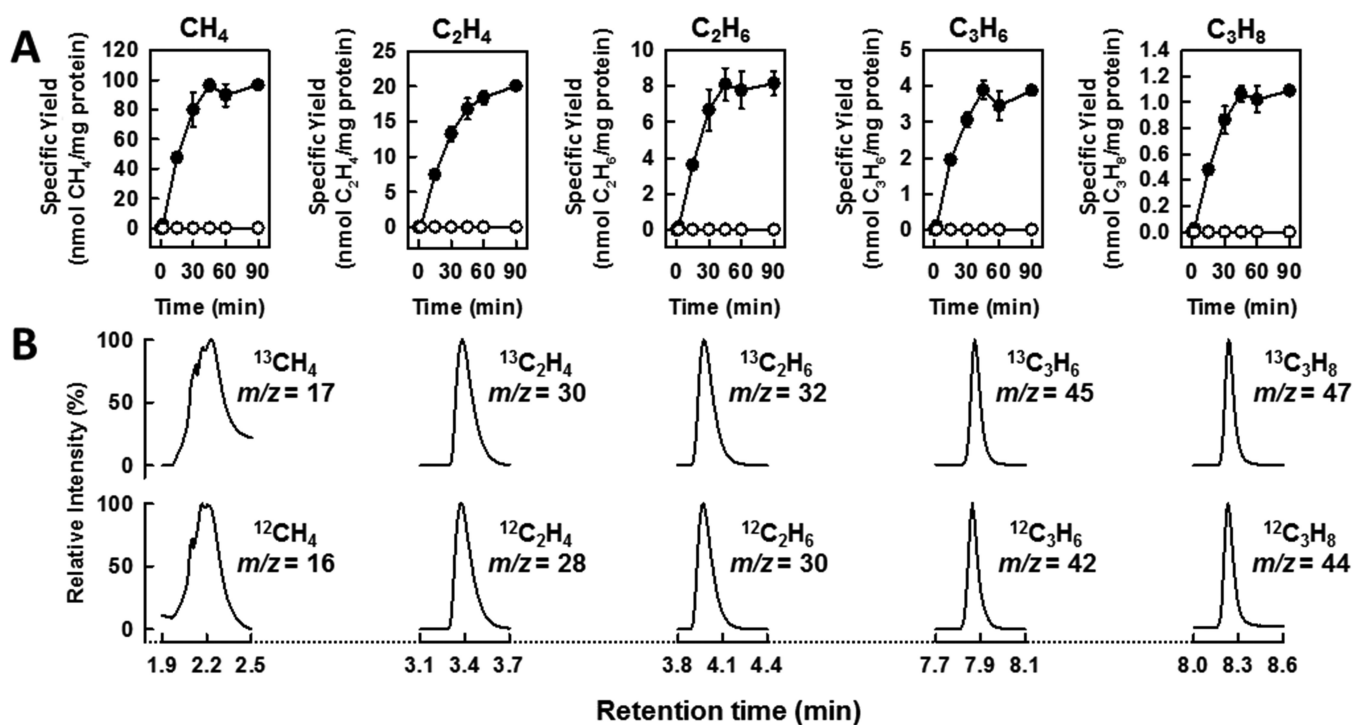 A
CH₄
C₂H₄
C₂H₆
C₃H₆
C₃H₈
Specific Yield
(nmol CH₄/mg protein)
120
100
80
60
40
20
0
0 30 60 90
Time (min)
Specific Yield
(nmol C₂H₄/mg protein)
25
20
15
10
5
0
0 30 60 90
Time (min)
Specific Yield
(nmol C₂H₆/mg protein)
10
8
6
4
2
0
0 30 60 90
Time (min)
Specific Yield
(nmol C₃H₆/mg protein)
5
4
3
2
1
0
0 30 60 90
Time (min)
Specific Yield
(nmol C₃H₈/mg protein)
1.4
1.2
1.0
0.8
0.6
0.4
0.2
0.0
0 30 60 90
Time (min)
B
Relative Intensity (%)
100
50
0
¹³CH₄
m/z = 17
¹³C₂H₄
m/z = 30
¹³C₂H₆
m/z = 32
¹³C₃H₆
m/z = 45
¹³C₃H₈
m/z = 47
100
50
0
¹²CH₄
m/z = 16
¹²C₂H₄
m/z = 28
¹²C₂H₆
m/z = 30
¹²C₃H₆
m/z = 42
¹²C₃H₈
m/z = 44
1.9 2.2 2.5
3.1 3.4 3.7
3.8 4.1 4.4
7.7 7.9 8.1
8.0 8.3 8.6
Retention time (min)